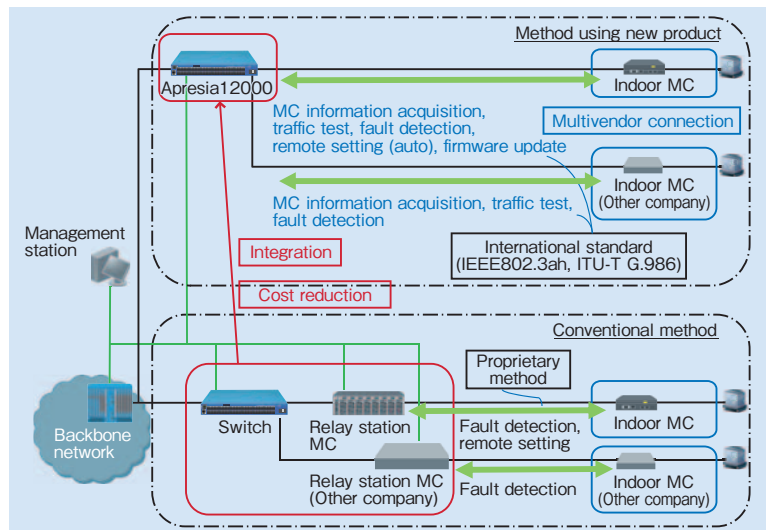 Method using new product
Apresia12000
Indoor MC
MC information acquisition,
traffic test, fault detection,
remote setting (auto), firmware update
Multivendor connection
Indoor MC
(Other company)
MC information acquisition, traffic test,
fault detection
Management
station
Integration
International standard
(IEEE802.3ah, ITU-T G.986)
Cost reduction
Conventional method
Proprietary
method
Backbone
network
Switch
Relay station
MC
Fault detection,
remote setting
Indoor MC
Relay station MC
(Other company)
Fault detection
Indoor MC
(Other company)